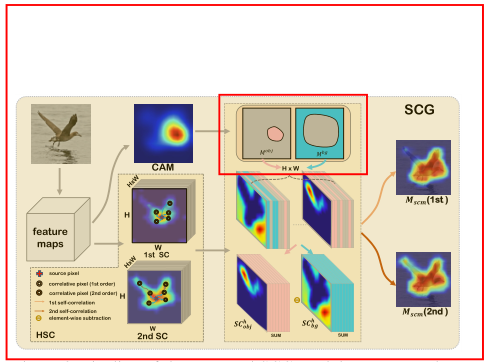 SCG
M^obj
M^bg
CAM
H x W
HxW
H
feature
maps
M_scm(1st)
W
1st SC
HxW
source pixel
correlative pixel (1st order)
correlative pixel (2nd order)
1st self-correlation
2nd self-correlation
element-wise subtraction
H
W
HSC
2nd SC
SC^h_obj
SUM
SC^h_bg
SUM
M_scm(2nd)